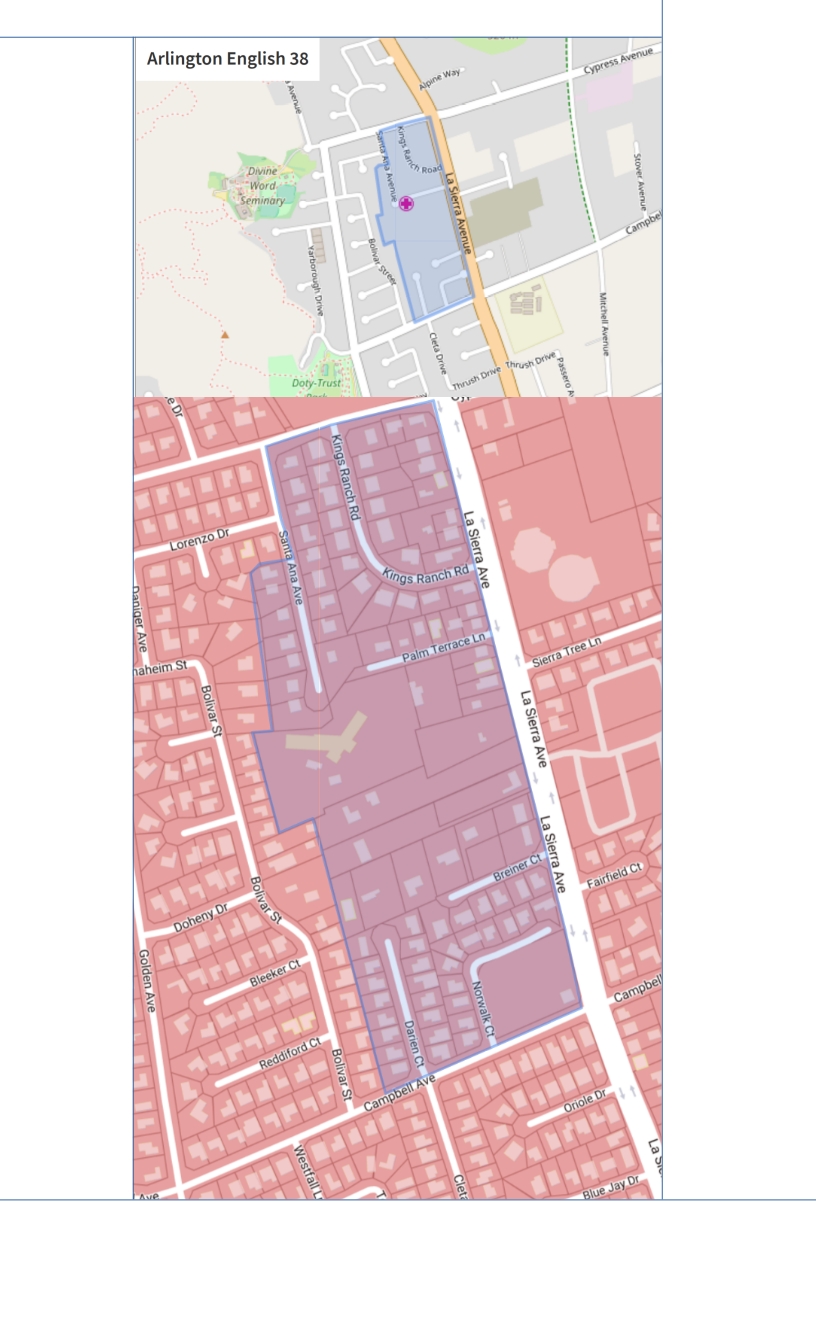 Arlington English 38
Alpine Way
Cypress Avenue
Avenue
Kings Ranch Road
Santa Ana Avenue
Divine
Word
Seminary
La Sierra Avenue
Stover Avenue
Campbel
Bolivar Street
Yarborough Drive
Mitchell Avenue
Cleta Drive
Thrush Drive
Thrush Drive
Passero Av
Doty-Trust
e Dr
Kings Ranch Rd
La Sierra Ave
Lorenzo Dr
Santa Ana Ave
Kings Ranch Rd
Daniger Ave
Palm Terrace Ln
Sierra Tree Ln
naheim St
Bolivar St
La Sierra Ave
La Sierra Ave
Breiner Ct
Fairfield Ct
Bolivar St
Doheny Dr
Golden Ave
Bleeker Ct
Norwalk Ct
Campbell
Darien Ct
Reddiford Ct
Bolivar St
Campbell Ave
Oriole Dr
Westfall L
Cleta
La Sie
Blue Jay Dr
Ave